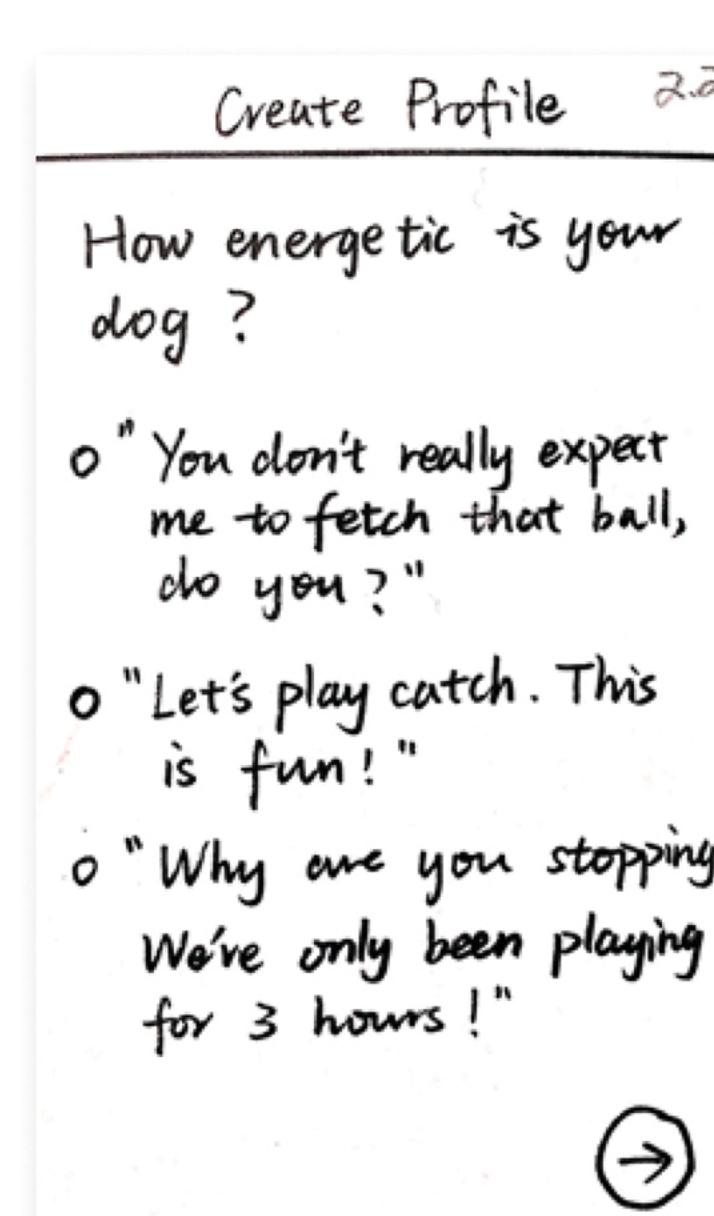 Create Profile
How energetic is your
dog ?
o "You don't really expect
me to fetch that ball,
do you ?"
o "Let's play catch. This
is fun ! "
o "Why are you stopping
We've only been playing
for 3 hours ! "
→